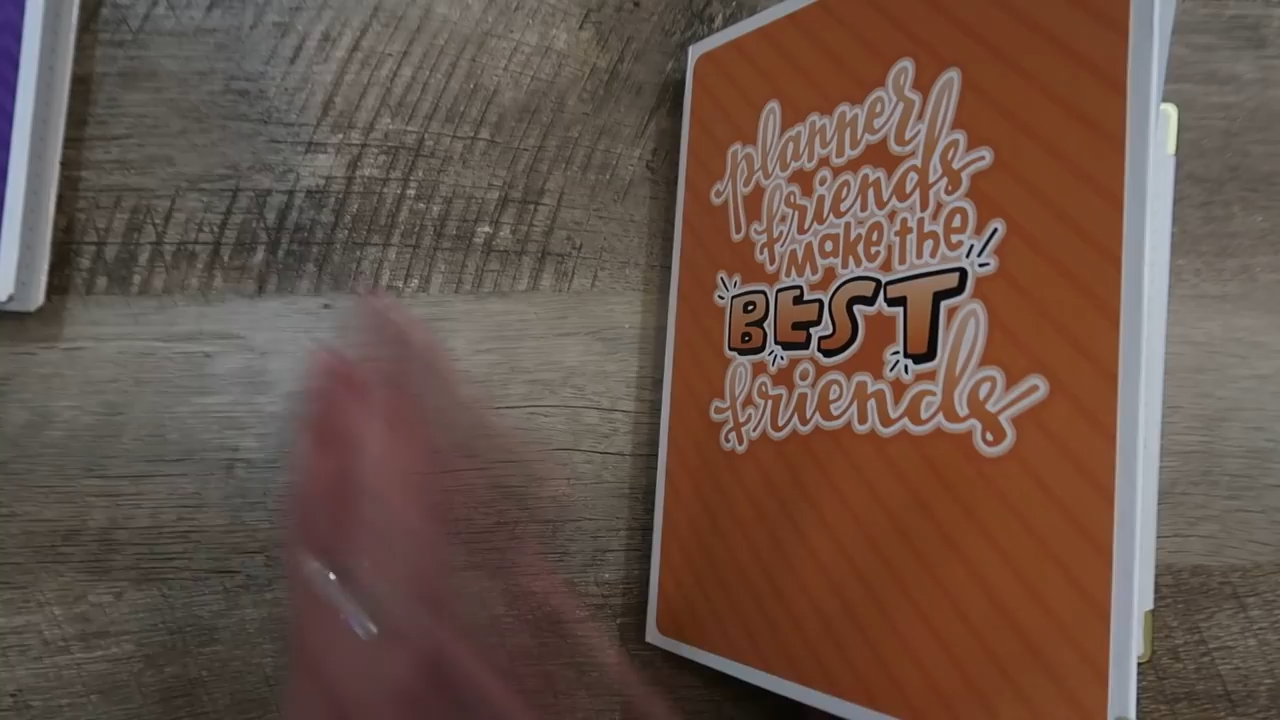 planner
friends
make the
BEST
friends